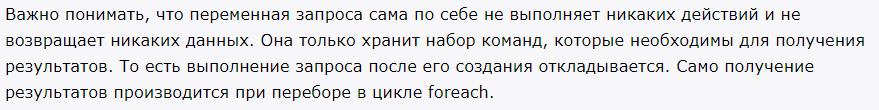 Важно понимать, что переменная запроса сама по себе не выполняет никаких действий и не
возвращает никаких данных. Она только хранит набор команд, которые необходимы для получения
результатов. То есть выполнение запроса после его создания откладывается. Само получение
результатов производится при переборе в цикле foreach.